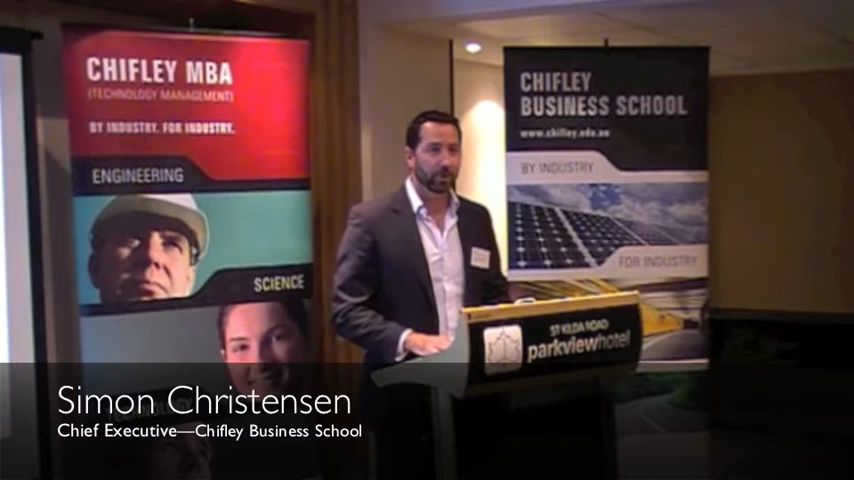 CHIFLEY MBA
(TECHNOLOGY MANAGEMENT)
BY INDUSTRY. FOR INDUSTRY.
ENGINEERING
SCIENCE
CHIFLEY
BUSINESS SCHOOL
www.chifley.edu.au
BY INDUSTRY
FOR INDUSTRY
ST KILDA ROAD
parkviewhotel
Simon Christensen
Chief Executive—Chifley Business School